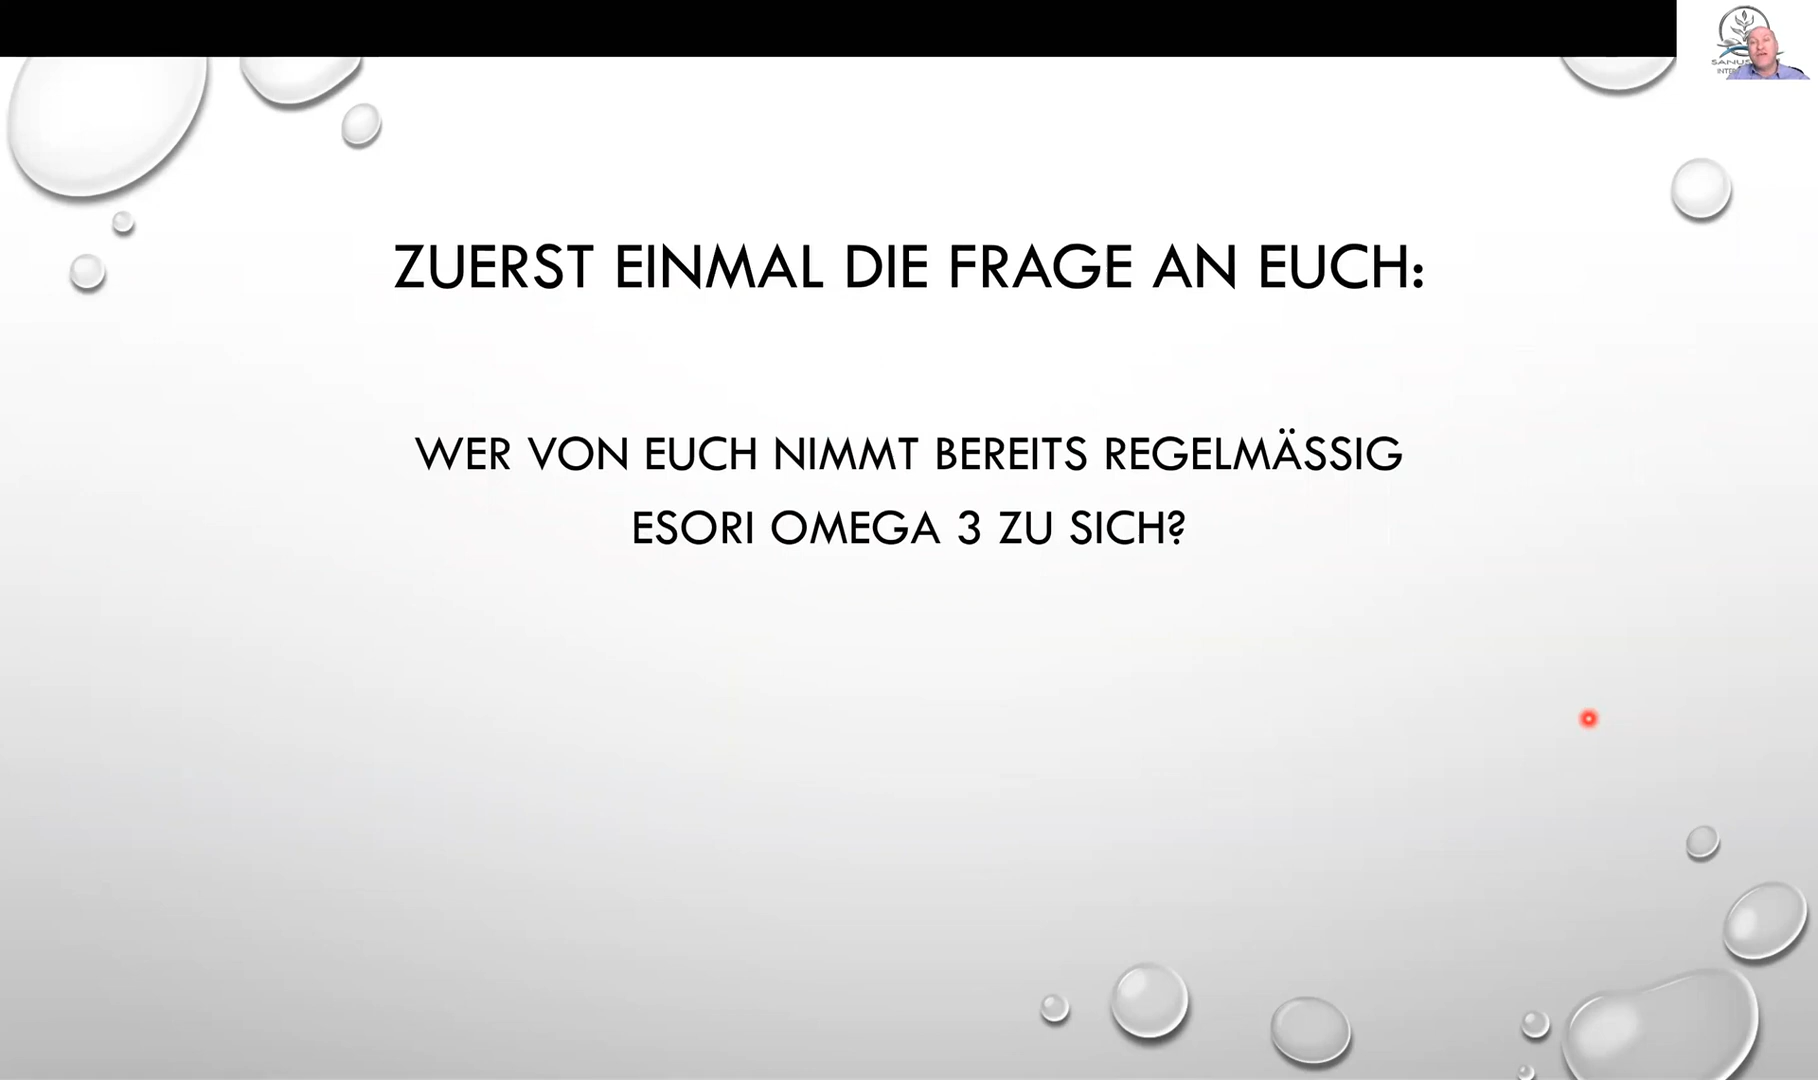 ZUERST EINMAL DIE FRAGE AN EUCH:
WER VON EUCH NIMMT BEREITS REGELMÄSSIG
ESORI OMEGA 3 ZU SICH?